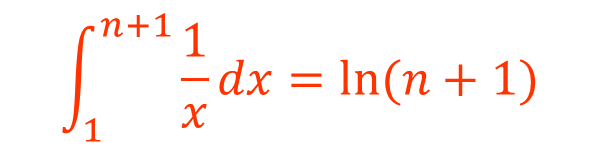 ∫₁ⁿ⁺¹ 1/x dx = ln(n + 1)